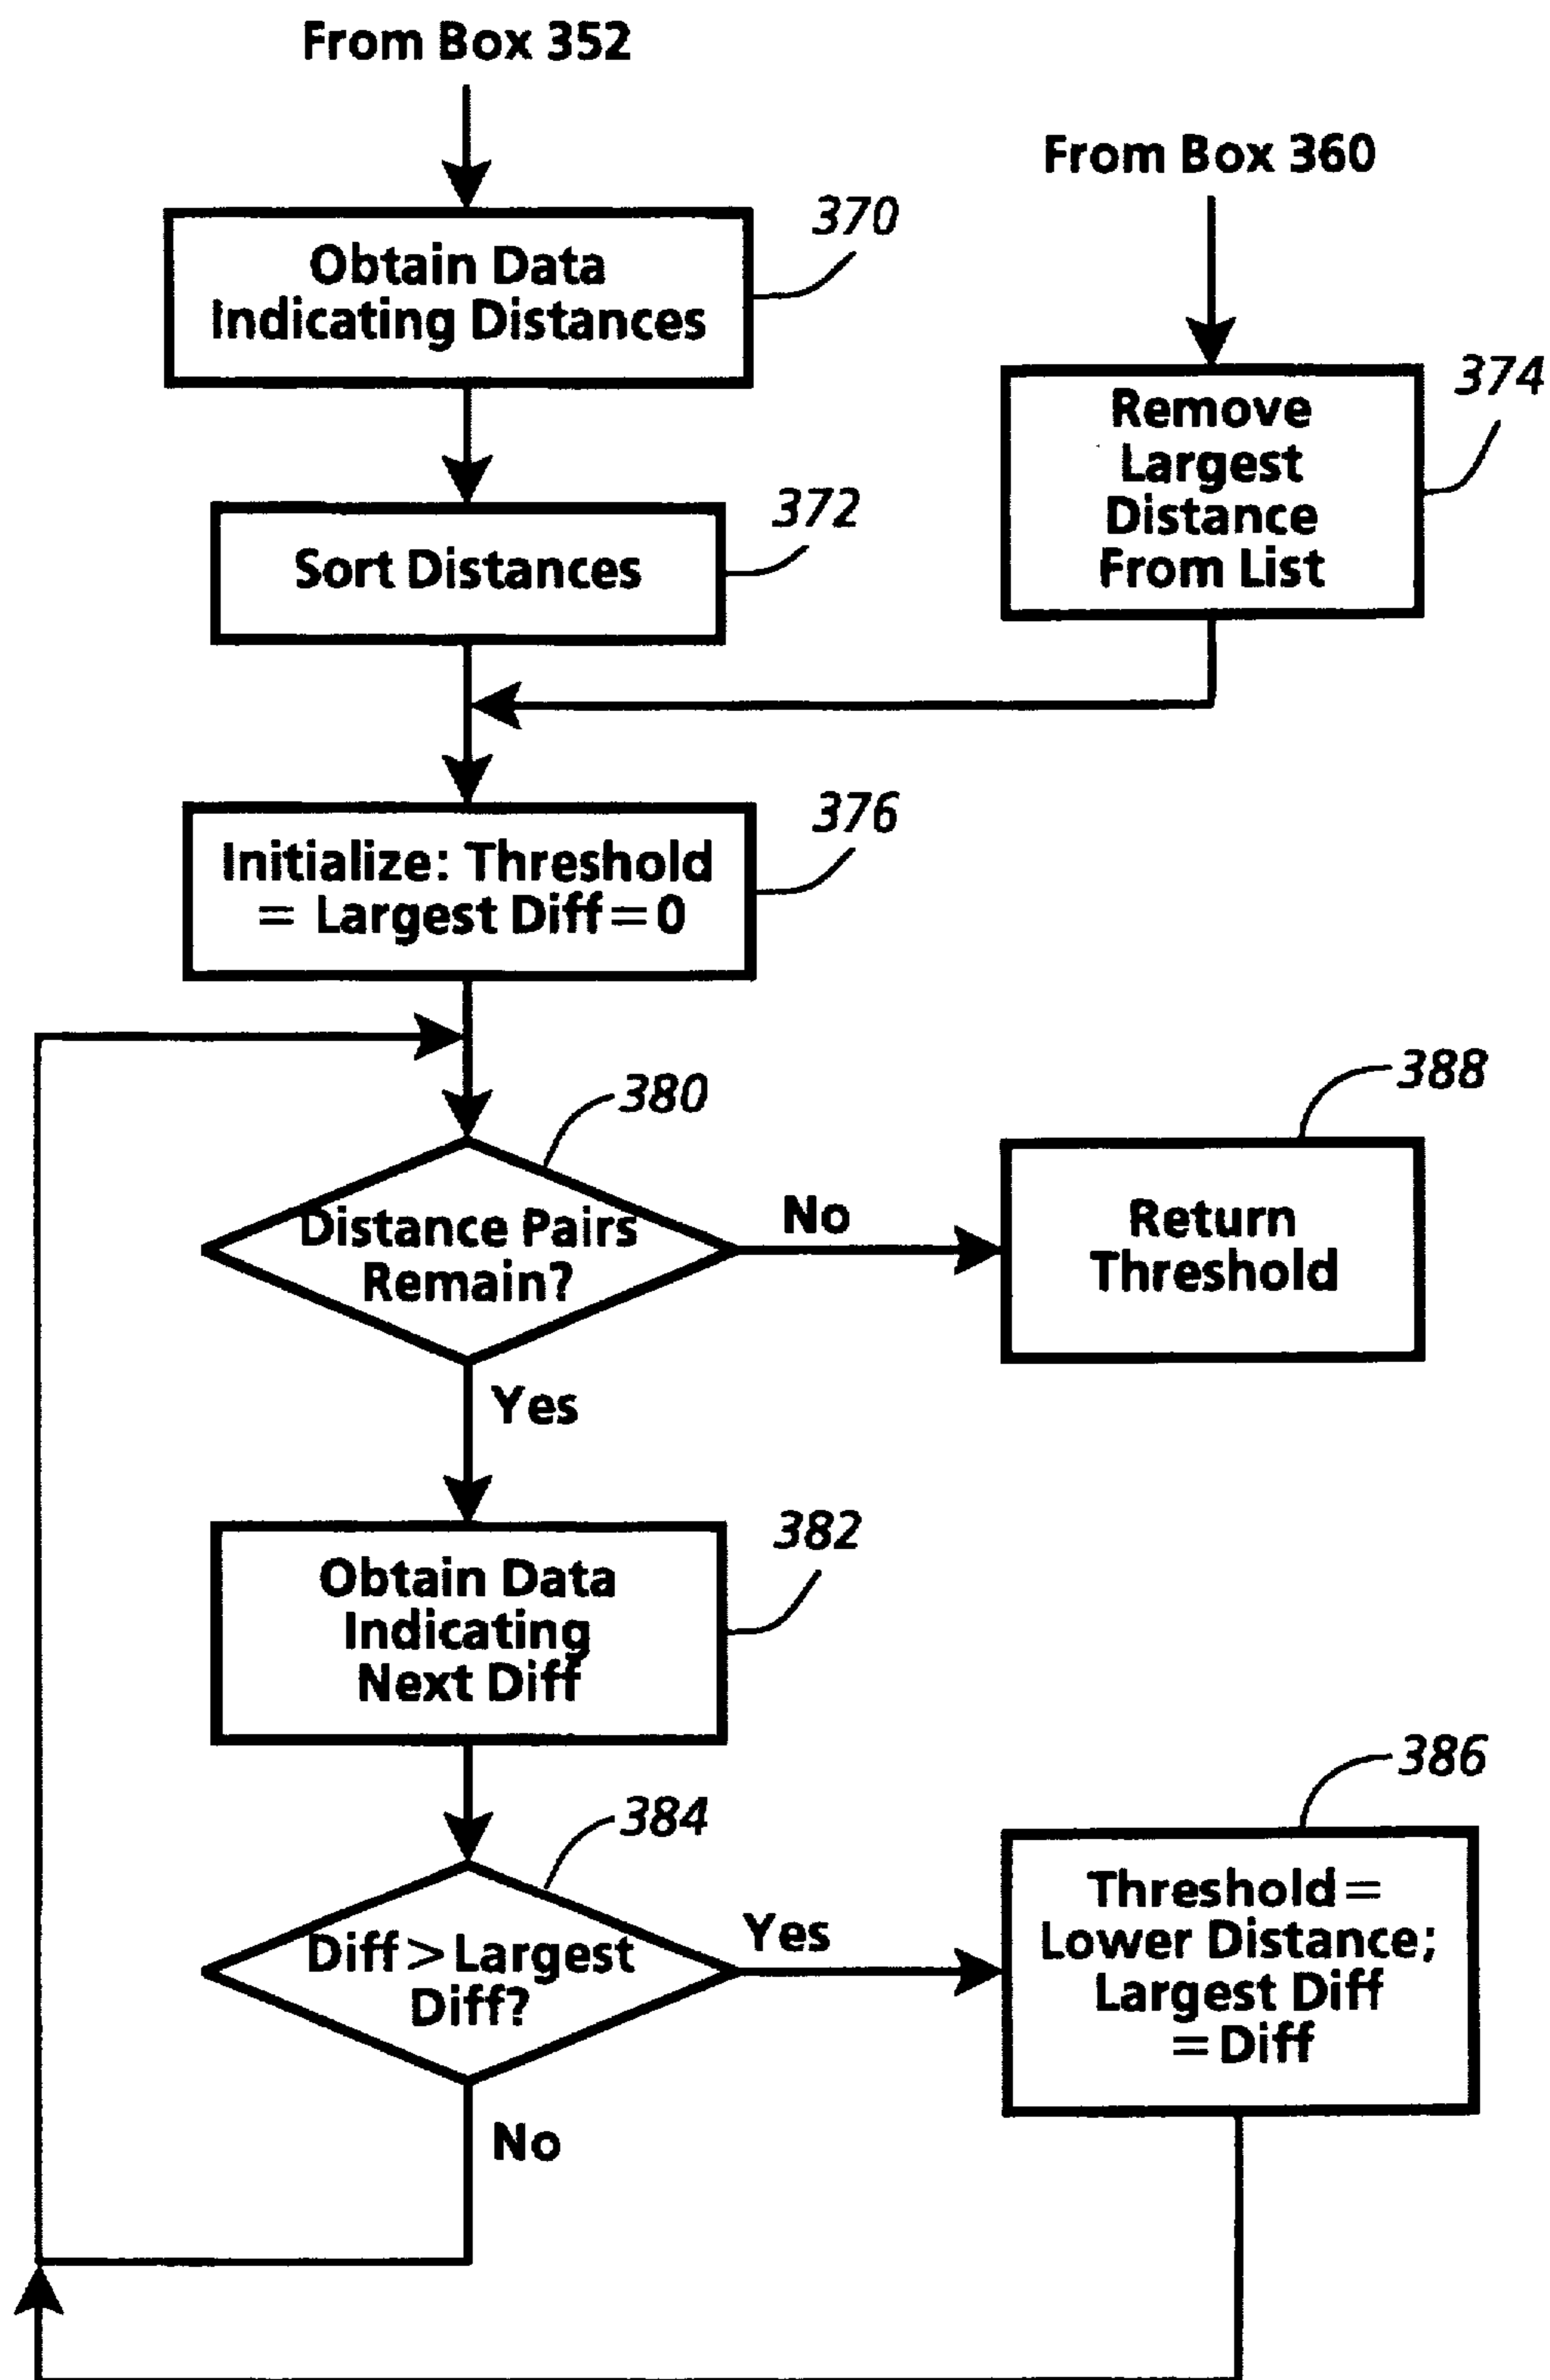 From Box 352
370
Obtain Data
Indicating Distances
From Box 360
374
Remove
Largest
Distance
From List
372
Sort Distances
376
Initialize: Threshold
= Largest Diff = 0
380
Distance Pairs
Remain?
No
388
Return
Threshold
Yes
382
Obtain Data
Indicating
Next Diff
384
Diff > Largest
Diff?
Yes
386
Threshold =
Lower Distance;
Largest Diff
= Diff
No